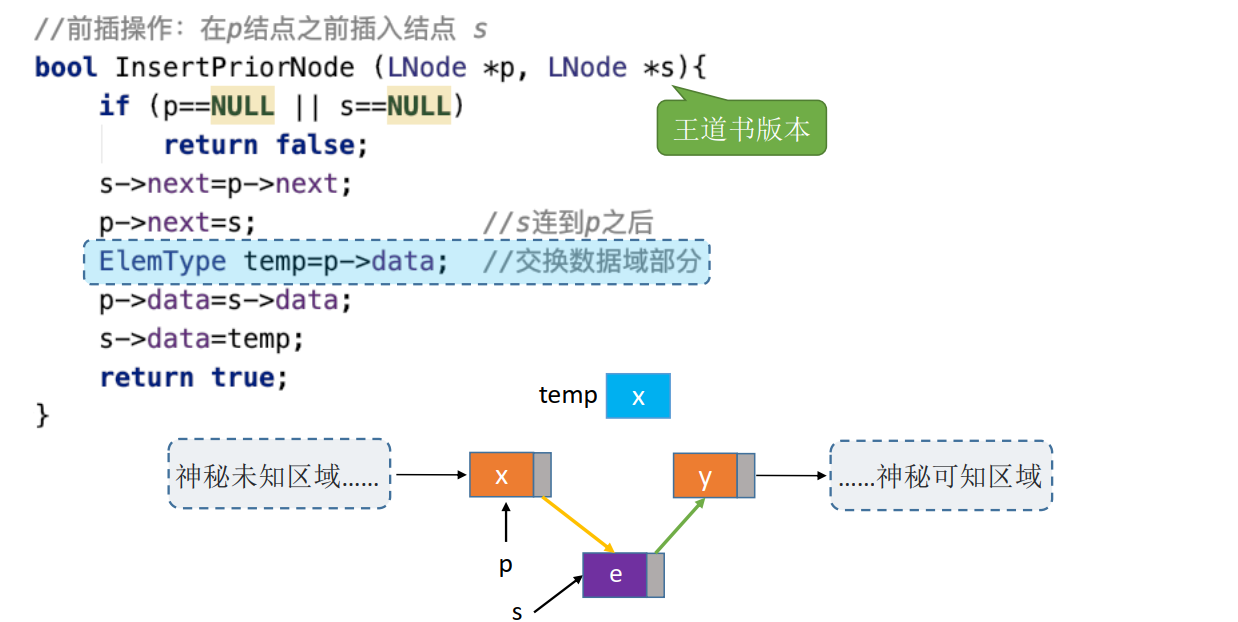 //前插操作：在p结点之前插入结点 s
bool InsertPriorNode (LNode *p, LNode *s){
if (p==NULL || s==NULL)
王道书版本
return false;
s->next=p->next;
p->next=s; //s连到p之后
ElemType temp=p->data; //交换数据域部分
p->data=s->data;
s->data=temp;
return true;
}
temp x
神秘未知区域…… x y ……神秘可知区域
p
e
s